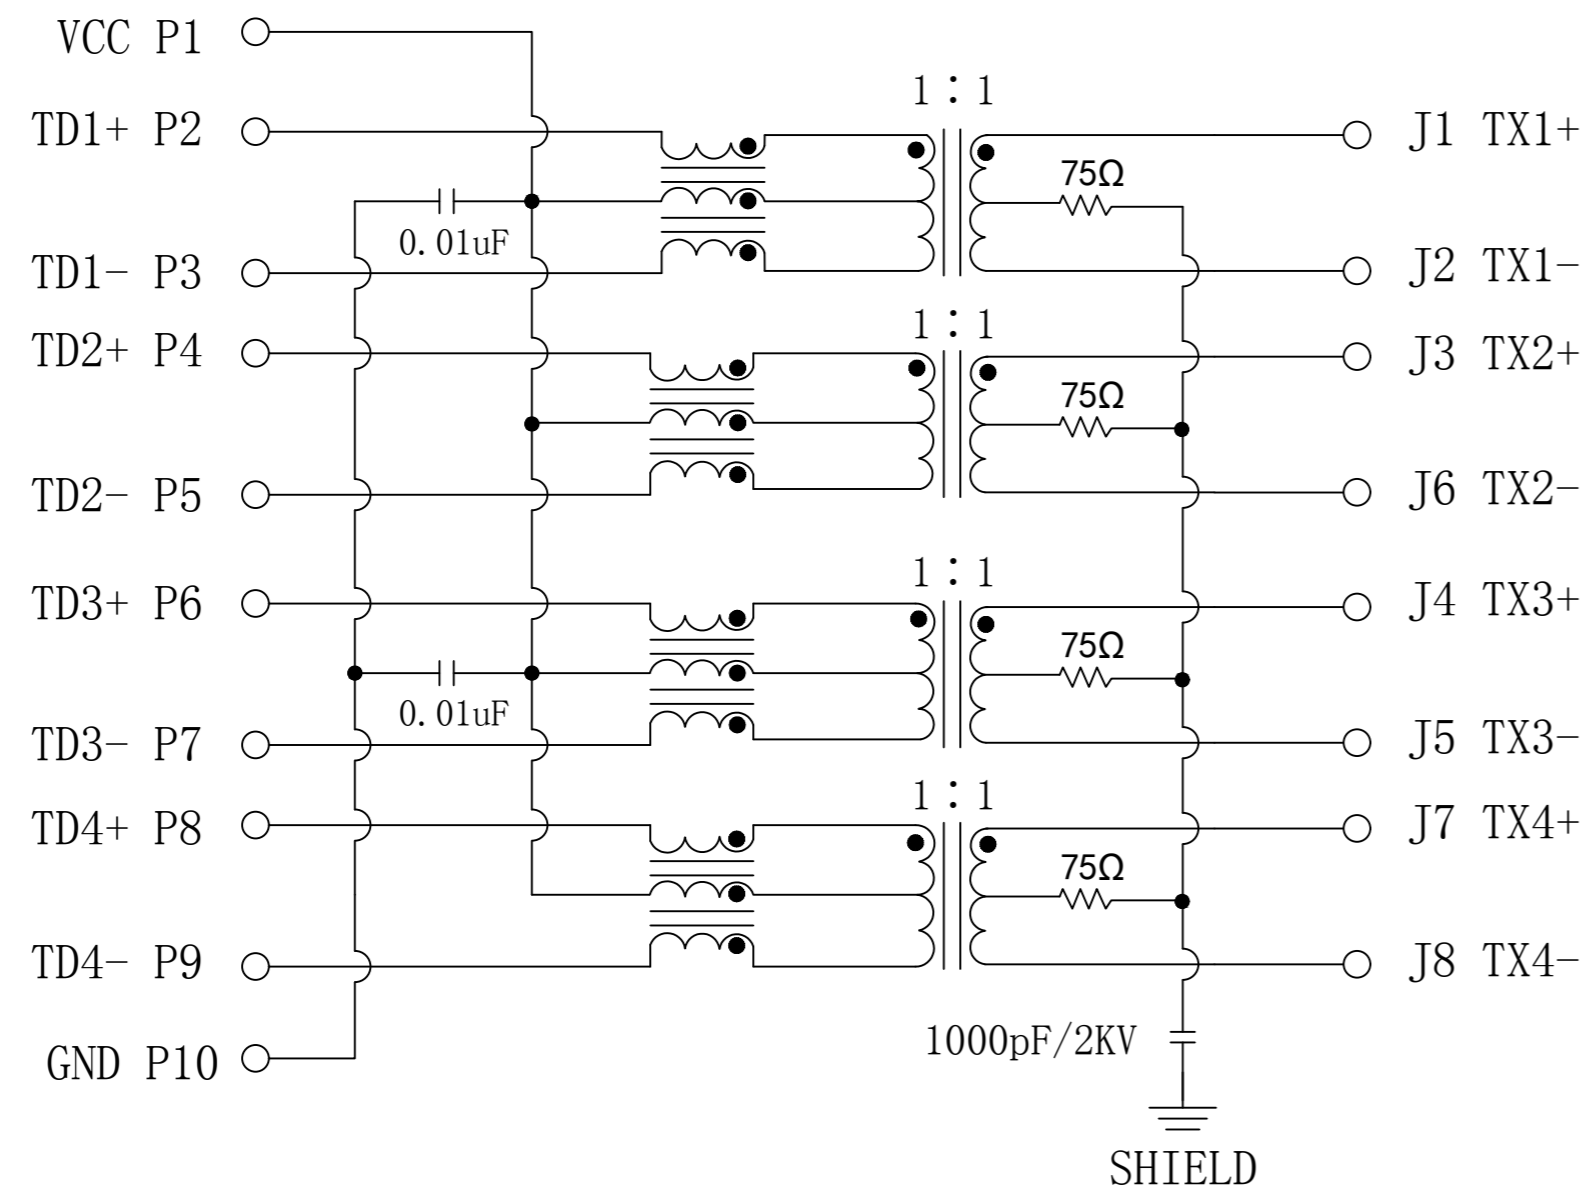 VCC P1
1:1
TD1+ P2
J1 TX1+
75Ω
0.01uF
TD1- P3
J2 TX1-
1:1
TD2+ P4
J3 TX2+
75Ω
TD2- P5
J6 TX2-
1:1
TD3+ P6
J4 TX3+
75Ω
0.01uF
TD3- P7
J5 TX3-
1:1
TD4+ P8
J7 TX4+
75Ω
TD4- P9
J8 TX4-
1000pF/2KV
GND P10
SHIELD